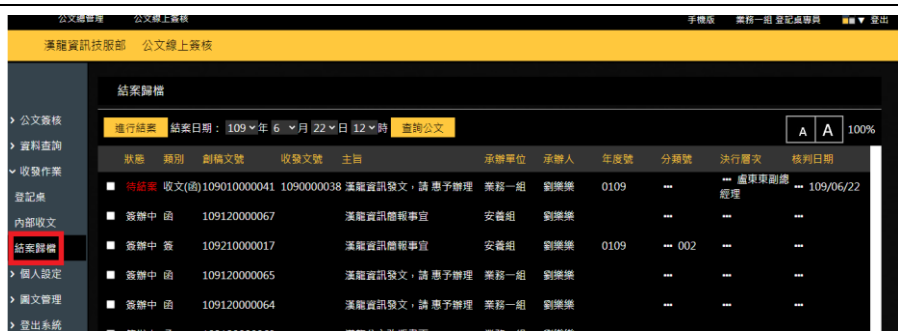 公文總管理 公文線上簽核 手機版 業務一組 登記桌專員 ▼ 登出
漢龍資訊技服部 公文線上簽核
結案歸檔
> 公文簽核
進行結案 結案日期: 109 年 6 月 22 日 12 時 查詢公文 A A 100%
> 資料查詢
狀態 類別 創稿文號 收發文號 主旨 承辦單位 承辦人 年度號 分類號 決行層次 核判日期
收發作業
待結案 收文(函) 109010000041 1090000038 漢龍資訊發文,請 惠予辦理 業務一組 劉樂樂 0109 ••• ••• 盧東東副總經理 ••• 109/06/22
登記桌
內部收文
簽辦中 函 109120000067 漢龍資訊簡報事宜 安養組 劉樂樂 ••• ••• •••
結案歸檔
簽辦中 簽 109210000017 漢龍資訊簡報事宜 安養組 劉樂樂 0109 ••• 002 ••• •••
> 個人設定
簽辦中 函 109120000065 漢龍資訊發文,請 惠予辦理 業務一組 劉樂樂 ••• ••• •••
> 圖文管理
簽辦中 函 109120000064 漢龍資訊發文,請 惠予辦理 業務一組 劉樂樂 ••• ••• •••
> 登出系統